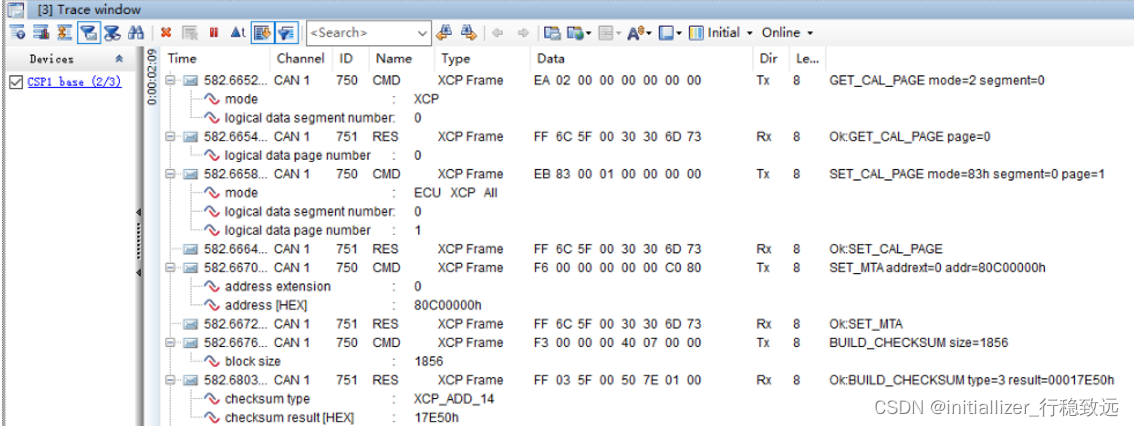 [3] Trace window
<Search> Initial Online
Devices
CSP1 base (2/3)
0:00:02:09
Time Channel ID Name Type Data Dir Le...
582.6652... CAN 1 750 CMD XCP Frame EA 02 00 00 00 00 00 00 Tx 8 GET_CAL_PAGE mode=2 segment=0
mode : XCP
logical data segment number: 0
582.6654... CAN 1 751 RES XCP Frame FF 6C 5F 00 30 30 6D 73 Rx 8 Ok:GET_CAL_PAGE page=0
logical data page number : 0
582.6658... CAN 1 750 CMD XCP Frame EB 83 00 01 00 00 00 00 Tx 8 SET_CAL_PAGE mode=83h segment=0 page=1
mode : ECU XCP All
logical data segment number: 0
logical data page number : 1
582.6664... CAN 1 751 RES XCP Frame FF 6C 5F 00 30 30 6D 73 Rx 8 Ok:SET_CAL_PAGE
582.6670... CAN 1 750 CMD XCP Frame F6 00 00 00 00 00 C0 80 Tx 8 SET_MTA addrext=0 addr=80C00000h
address extension : 0
address [HEX] : 80C00000h
582.6672... CAN 1 751 RES XCP Frame FF 6C 5F 00 30 30 6D 73 Rx 8 Ok:SET_MTA
582.6676... CAN 1 750 CMD XCP Frame F3 00 00 00 40 07 00 00 Tx 8 BUILD_CHECKSUM size=1856
block size : 1856
582.6803... CAN 1 751 RES XCP Frame FF 03 5F 00 50 7E 01 00 Rx 8 Ok:BUILD_CHECKSUM type=3 result=00017E50h
checksum type : XCP_ADD_14
checksum result [HEX] : 17E50h
CSDN @initiallizer_行稳致远